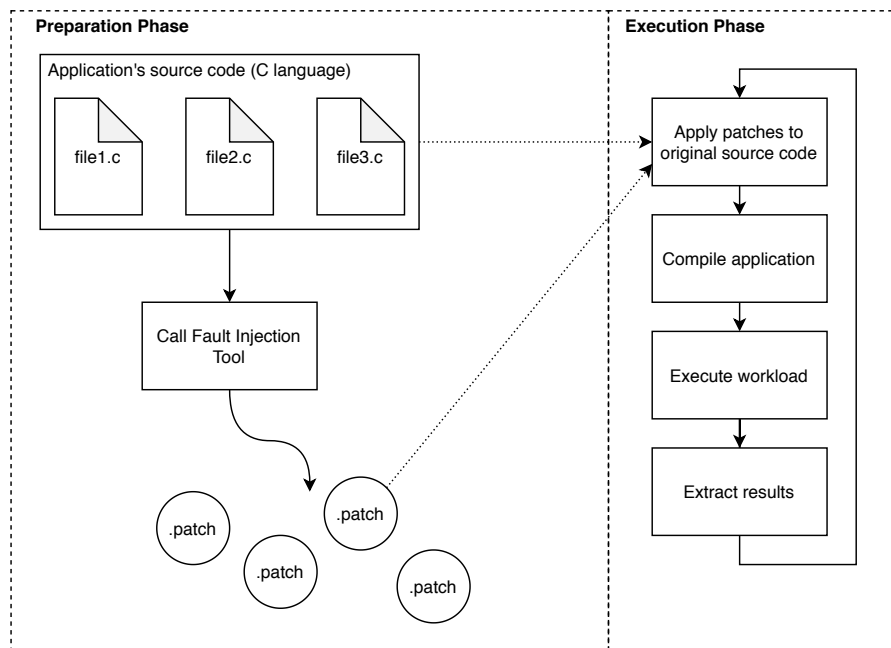 Preparation Phase
Application's source code (C language)
file1.c
file2.c
file3.c
Call Fault Injection
Tool
.patch
.patch
.patch
.patch
Execution Phase
Apply patches to
original source code
Compile application
Execute workload
Extract results